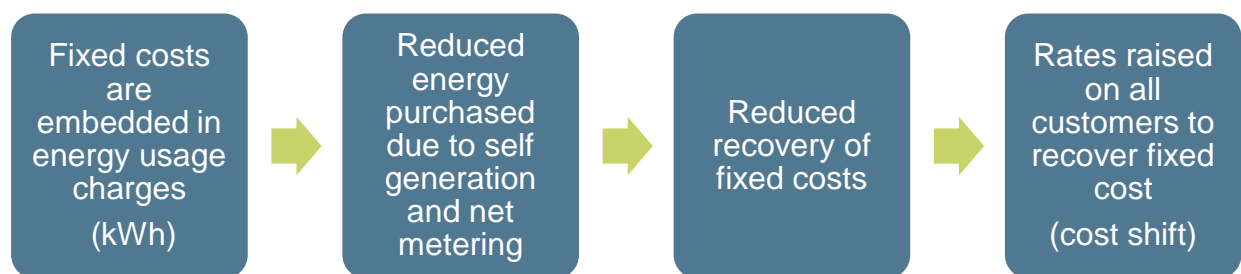 Fixed costs
are
embedded in
energy usage
charges
(kWh)
Reduced
energy
purchased
due to self
generation
and net
metering
Reduced
recovery of
fixed costs
Rates raised
on all
customers to
recover fixed
cost
(cost shift)